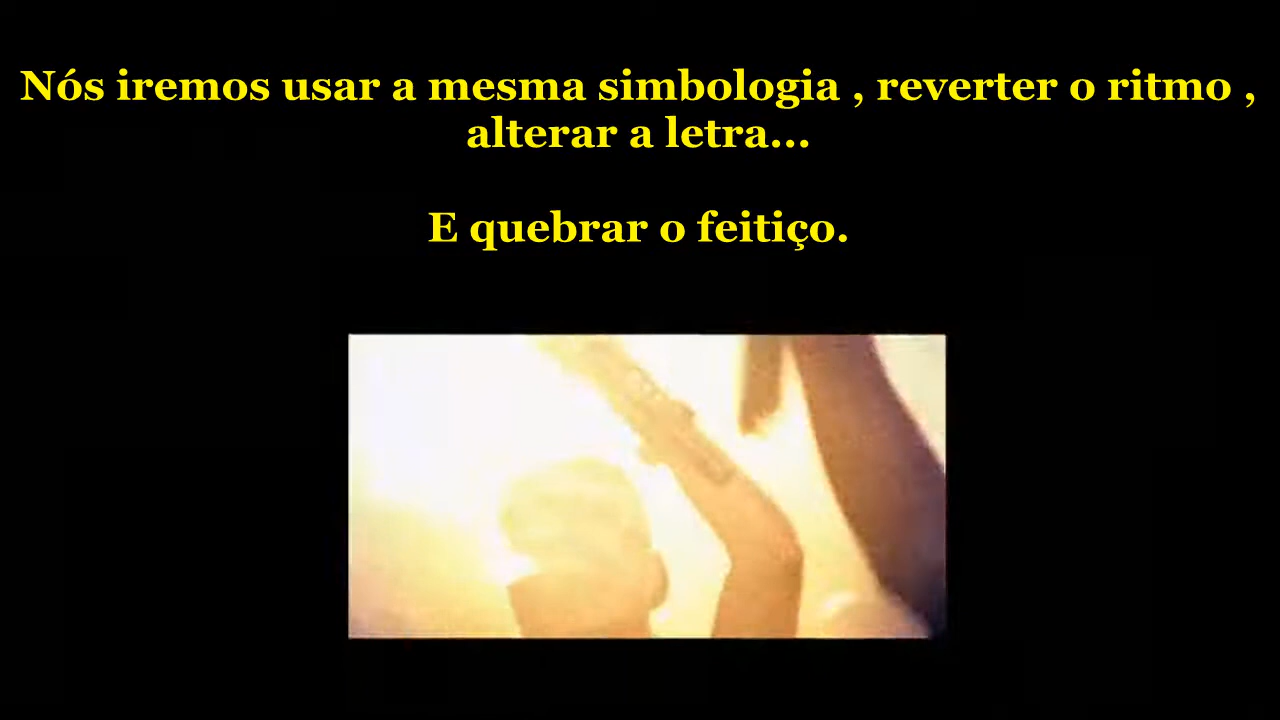 Nós iremos usar a mesma simbologia , reverter o ritmo ,
alterar a letra...
E quebrar o feitiço.